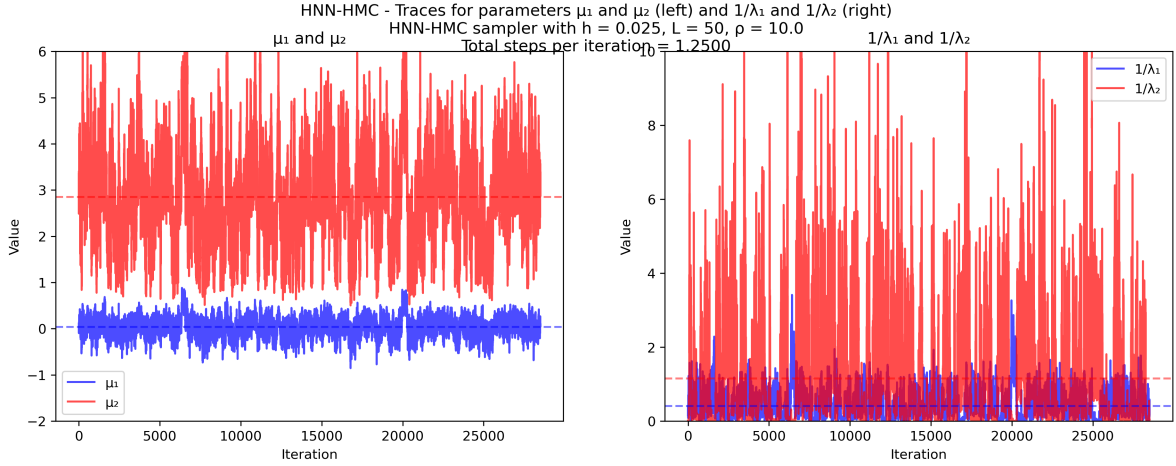 HNN-HMC - Traces for parameters μ₁ and μ₂ (left) and 1/λ₁ and 1/λ₂ (right)
HNN-HMC sampler with h = 0.025, L = 50, ρ = 10.0
Total steps per iteration = 1.2500
μ₁ and μ₂
6
5
4
3
2
1
0
−1
−2
Value
μ₁
μ₂
0
5000
10000
15000
20000
25000
Iteration
1/λ₁ and 1/λ₂
10
8
6
4
2
0
Value
1/λ₁
1/λ₂
0
5000
10000
15000
20000
25000
Iteration